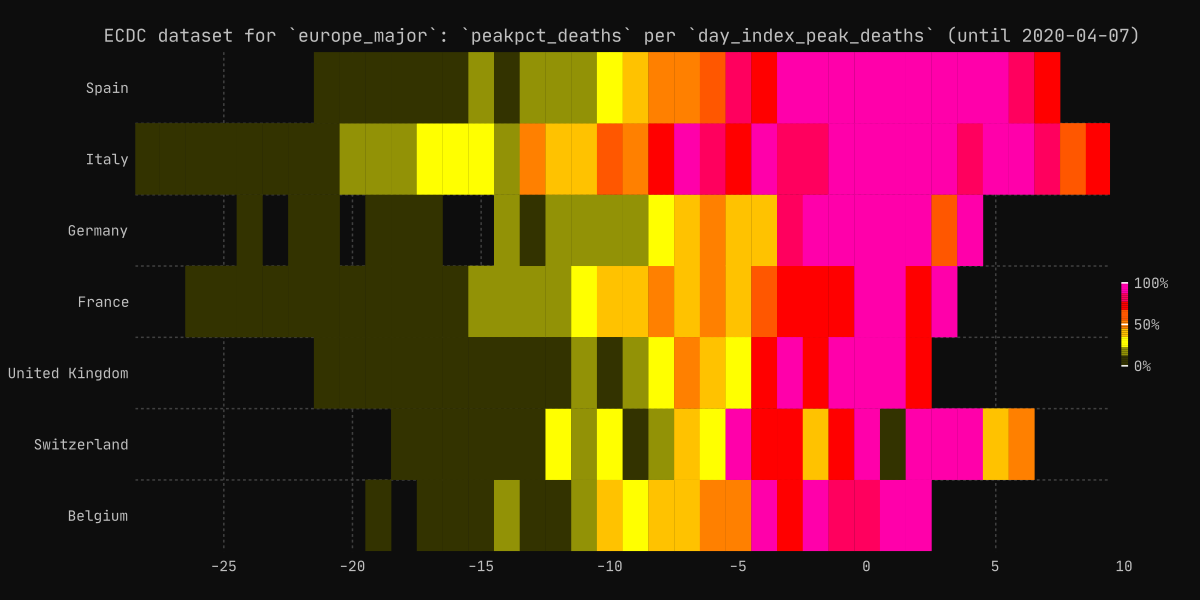 ECDC dataset for `europe_major`: `peakpct_deaths` per `day_index_peak_deaths` (until 2020-04-07)
Spain
Italy
Germany
France
100%
50%
United Kingdom
0%
Switzerland
Belgium
-25 -20 -15 -10 -5 0 5 10